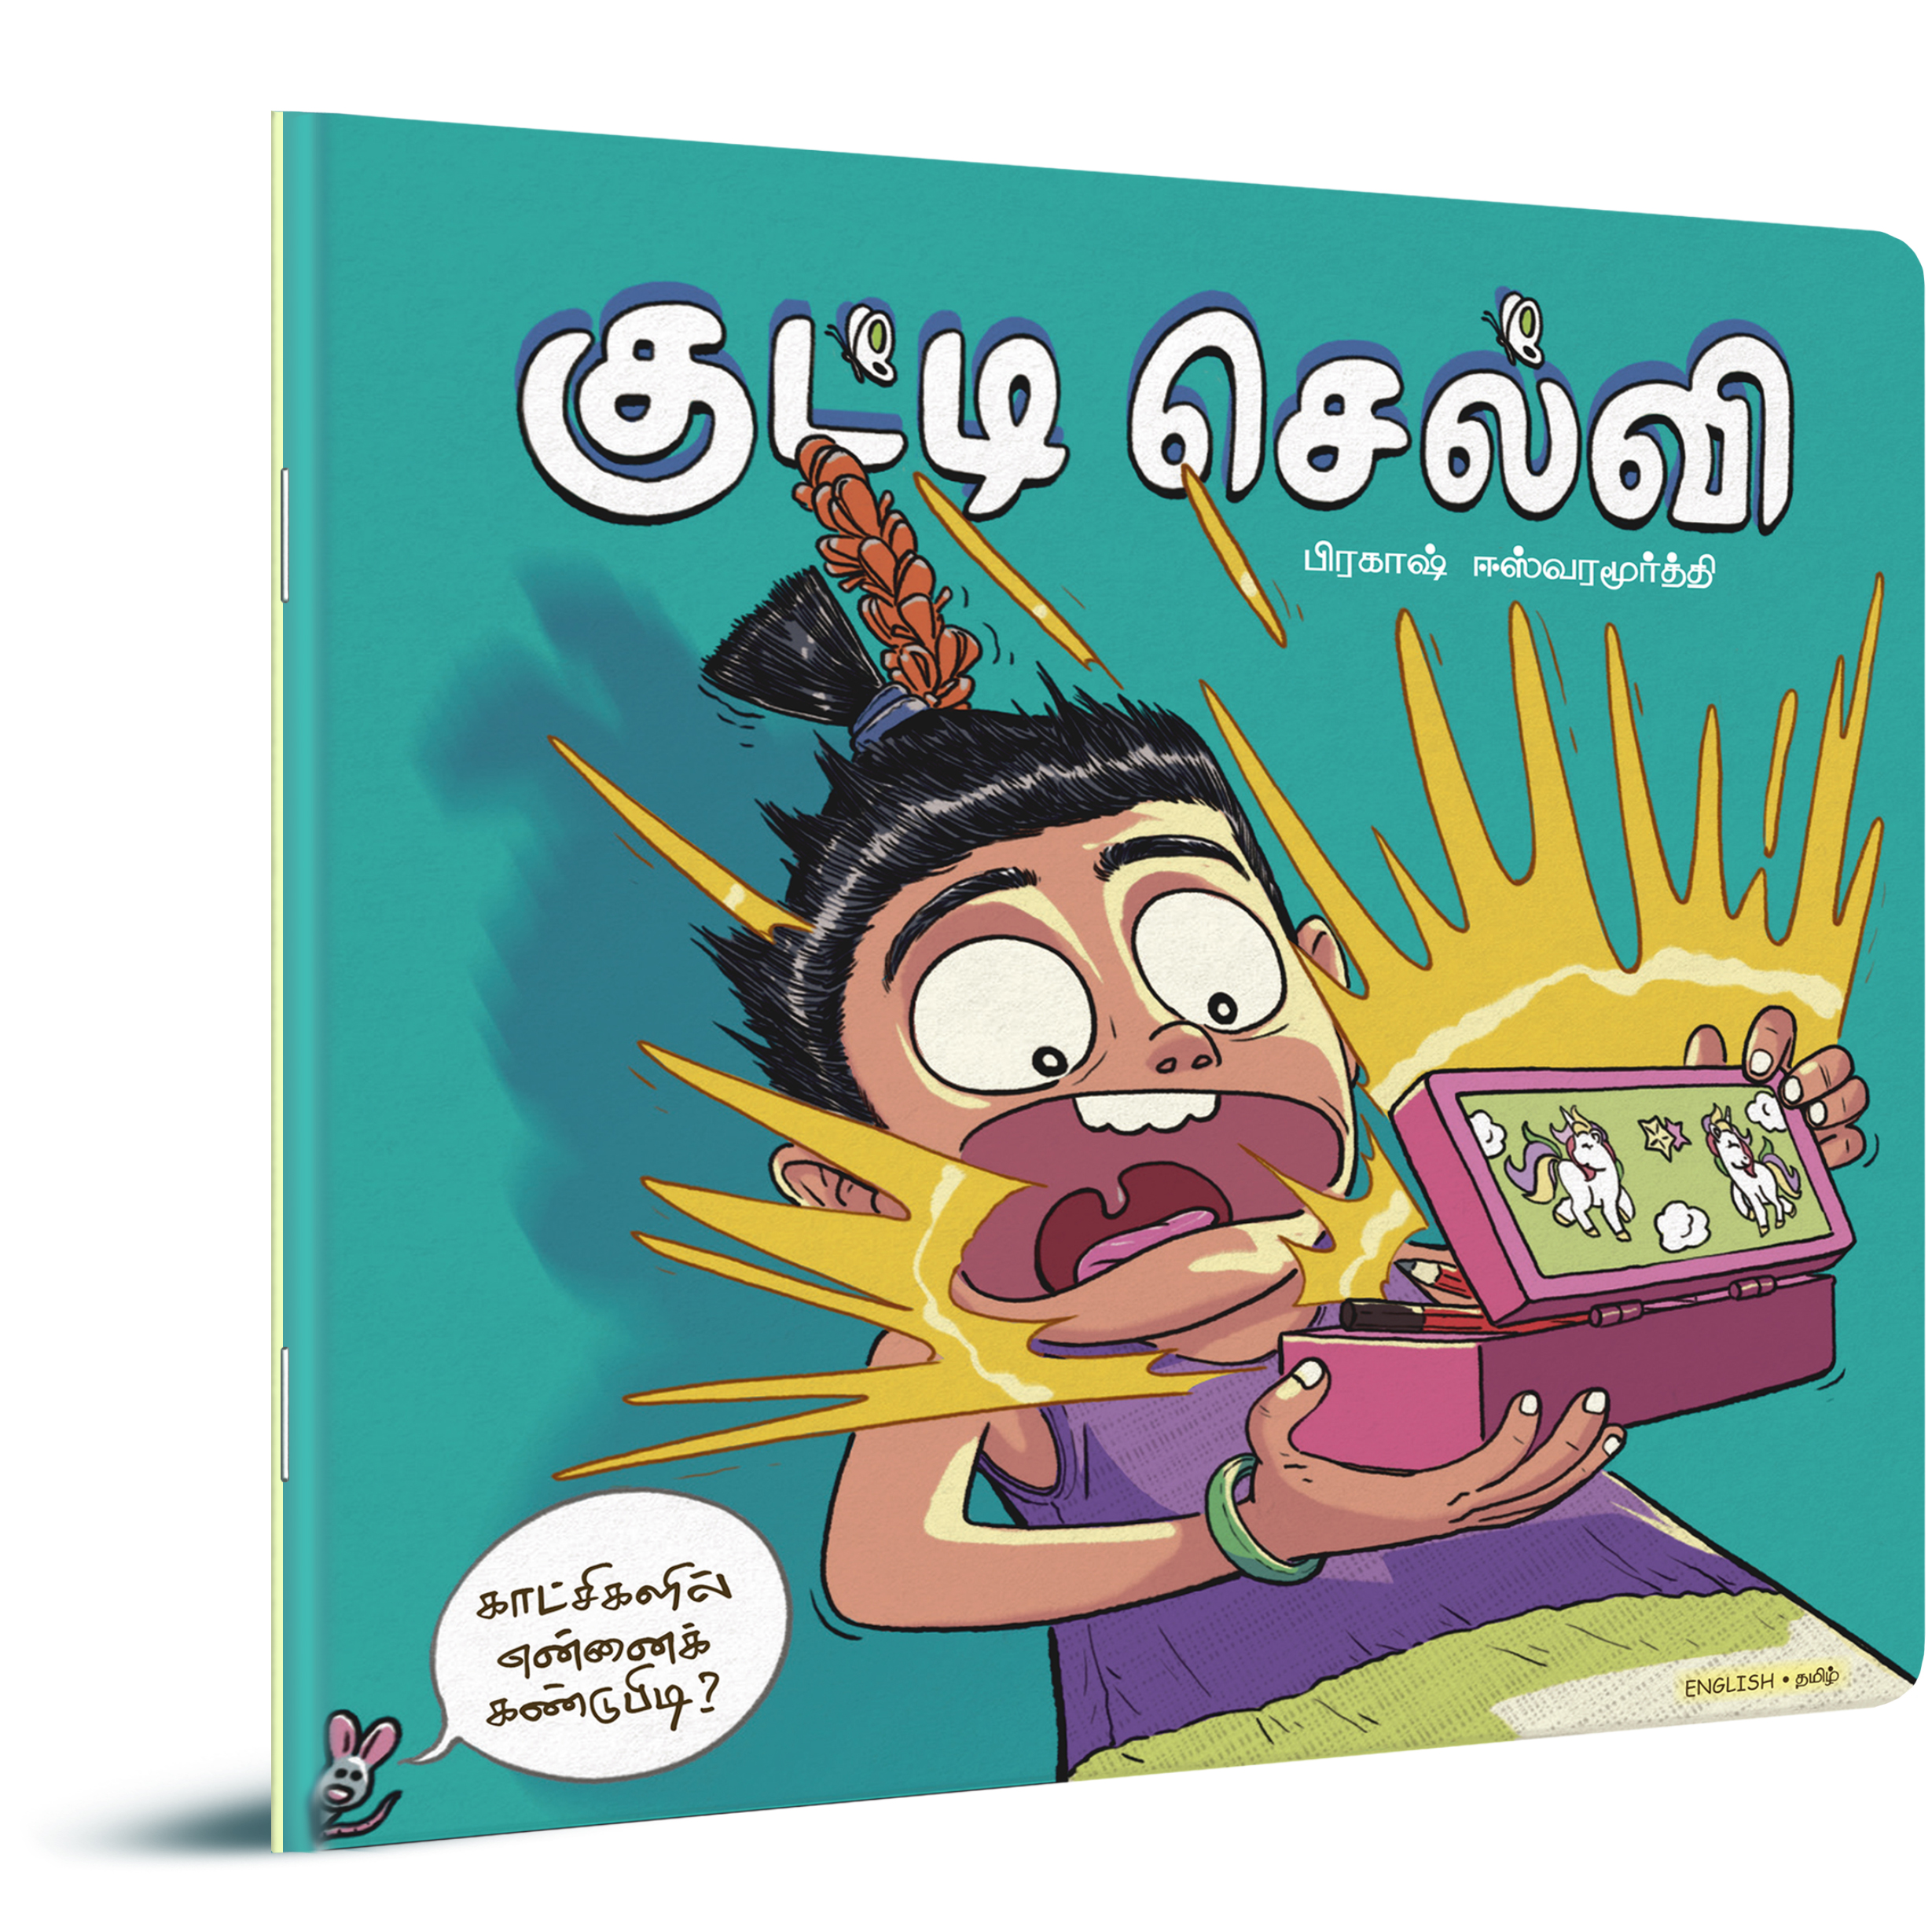 குட்டி செல்வி
பிரகாஷ் ஈஸ்வரமூர்த்தி
காட்சிகளில்
என்னைக்
கண்டுபிடி?
ENGLISH • தமிழ்